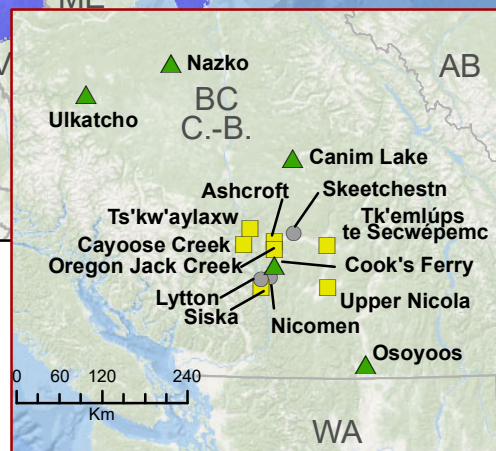 ME
Nazko
AB
BC
C.-B.
Ulkatcho
Canim Lake
Ashcroft
Skeetchestn
Ts'kw'aylaxw
Tk'emlúps
te Secwépemc
Cayoose Creek
Oregon Jack Creek
Cook's Ferry
Lytton
Siska
Upper Nicola
Nicomen
Osoyoos
0 60 120 240
Km
WA